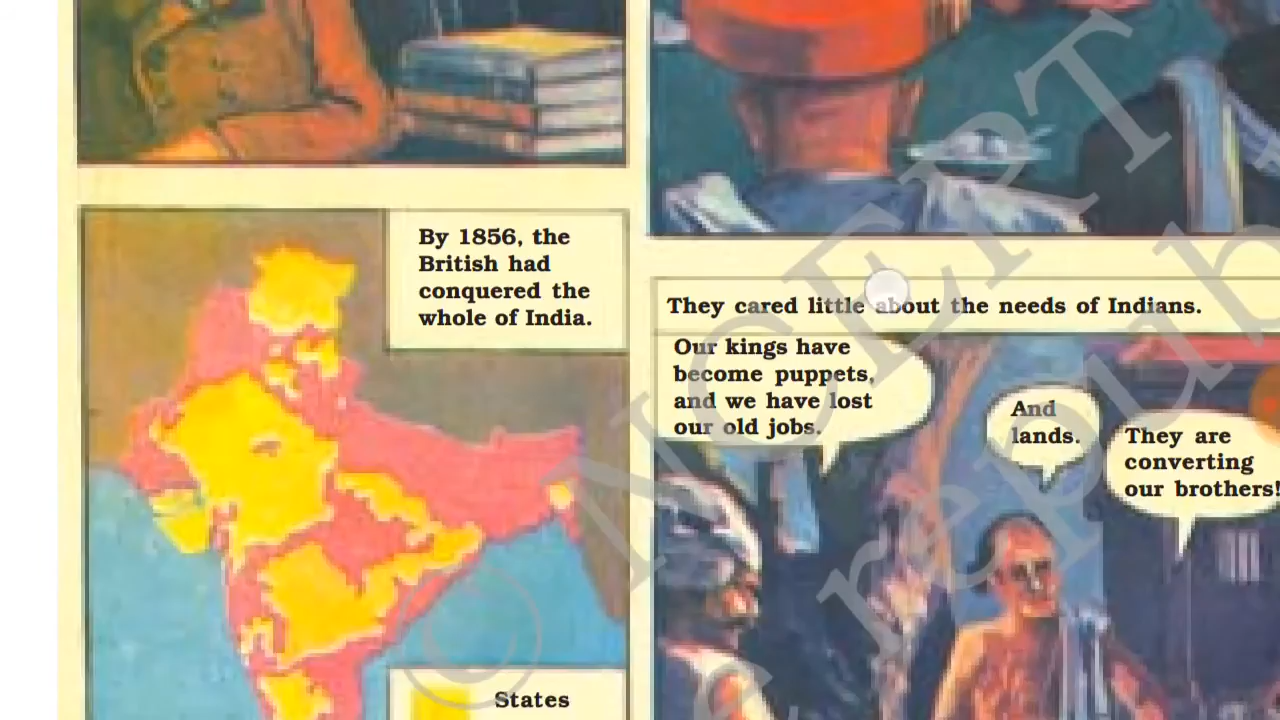 By 1856, the
British had
conquered the
whole of India.
States
They cared little about the needs of Indians.
Our kings have
become puppets,
and we have lost
our old jobs.
And
lands.
They are
converting
our brothers!
© NCERT